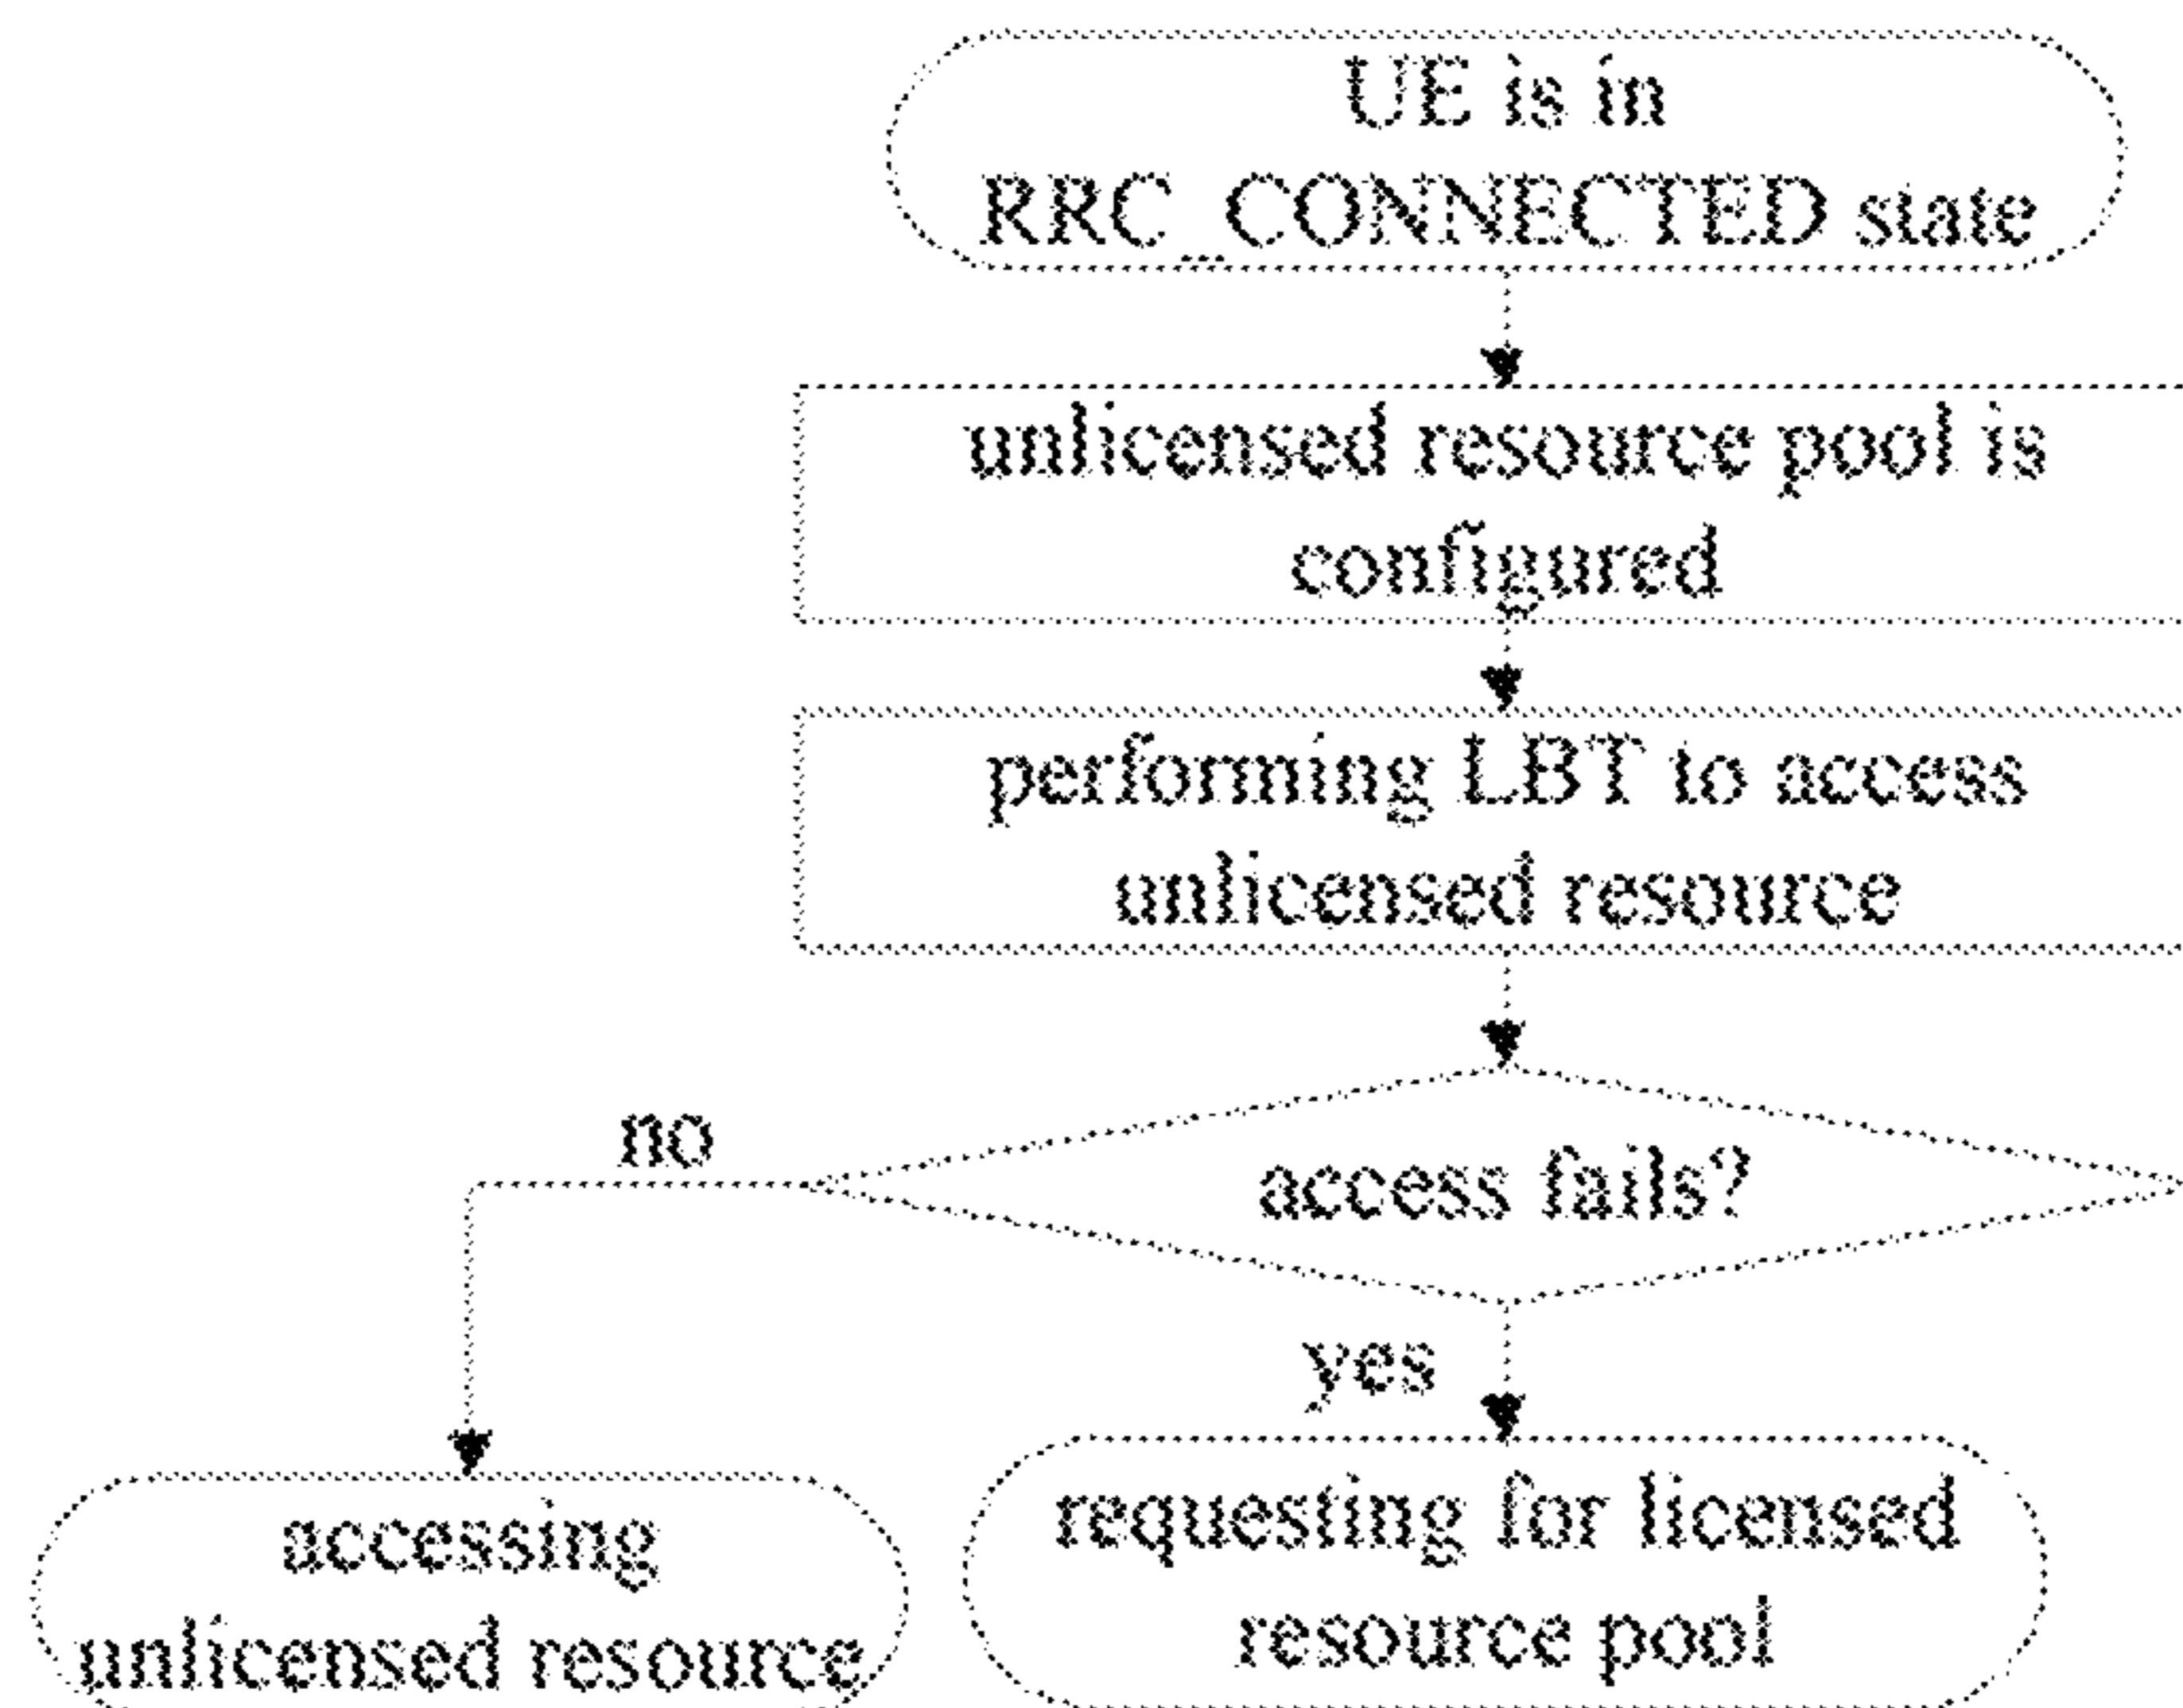 UE is in
RRC_CONNECTED state
unlicensed resource pool is
configured
performing LBT to access
unlicensed resource
no
access fails?
yes
accessing
unlicensed resource
requesting for licensed
resource pool